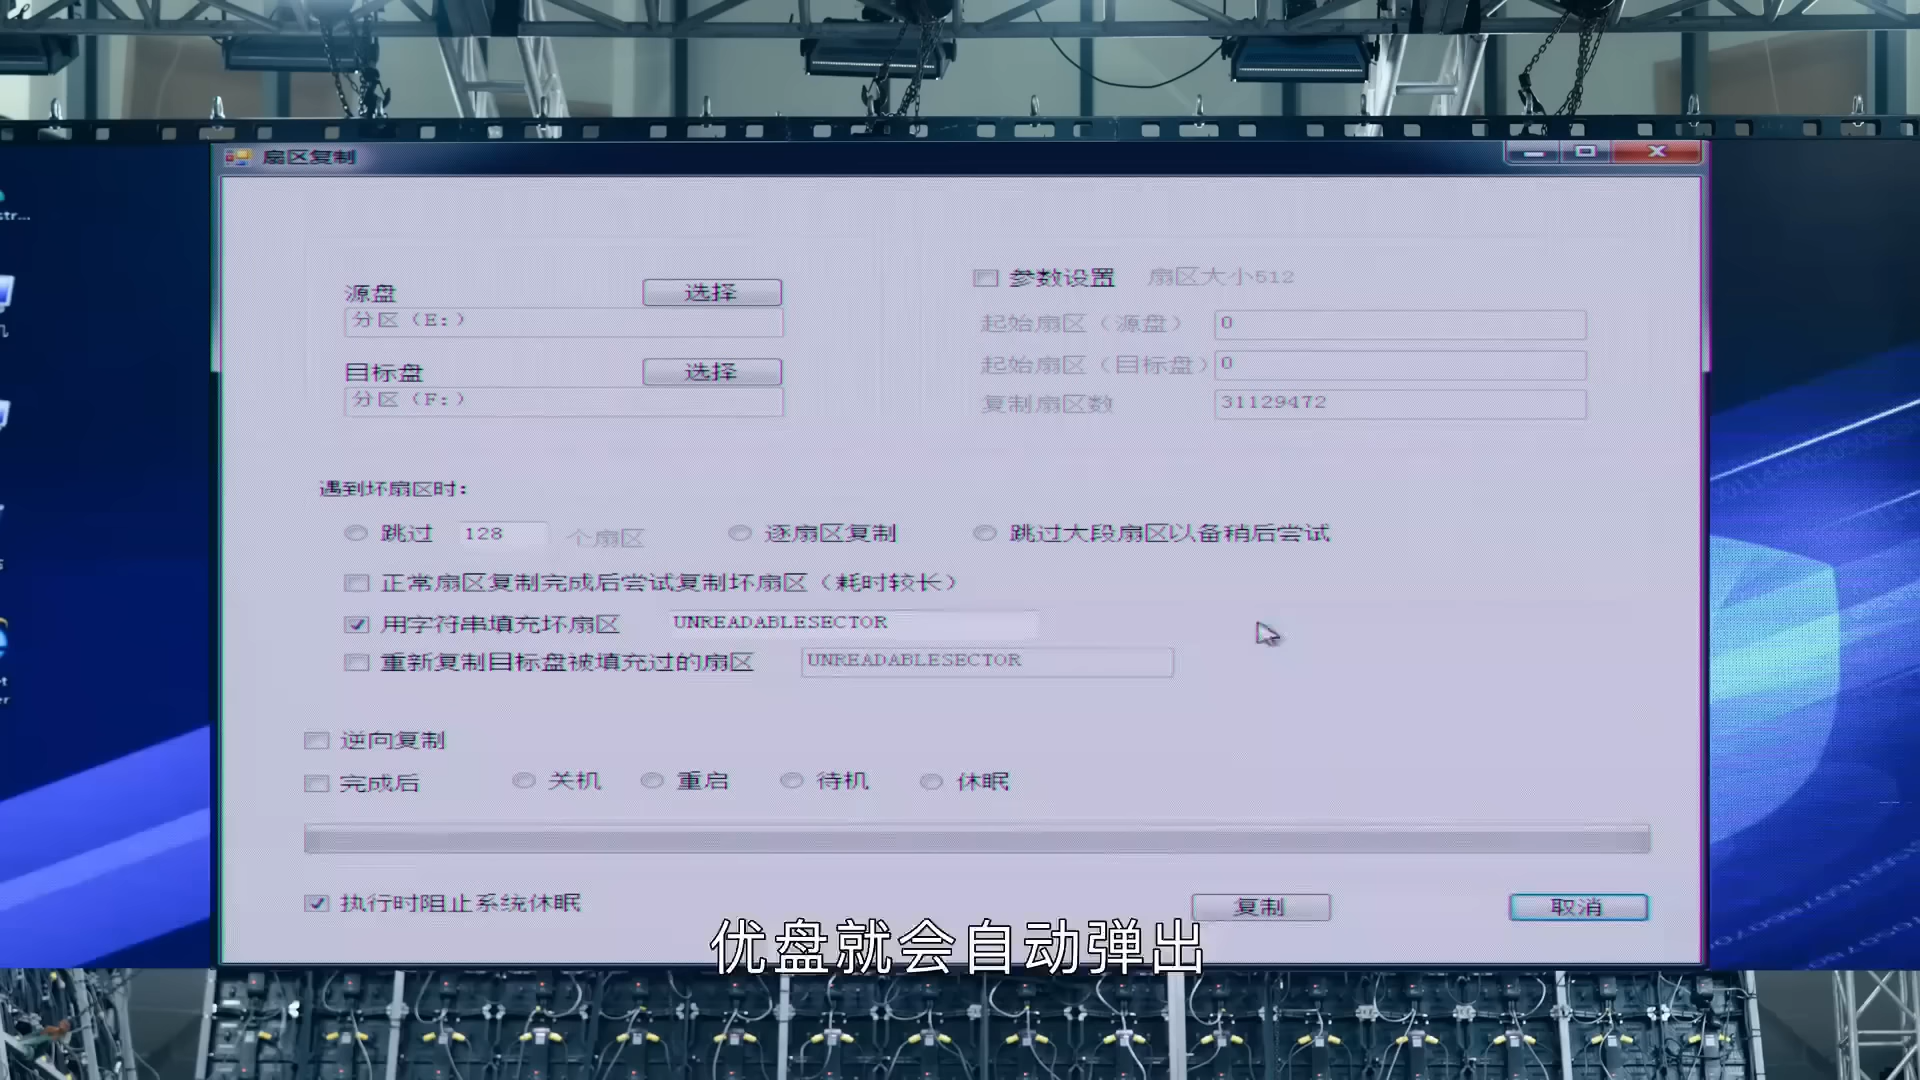 扇区复制
str...
源盘
选择
分区（E:）
目标盘
选择
分区（F:）
参数设置
扇区大小512
起始扇区（源盘）
0
起始扇区（目标盘）
0
复制扇区数
31129472
遇到坏扇区时:
跳过
128
个扇区
逐扇区复制
跳过大段扇区以备稍后尝试
正常扇区复制完成后尝试复制坏扇区（耗时较长）
用字符串填充坏扇区
UNREADABLESECTOR
重新复制目标盘被填充过的扇区
UNREADABLESECTOR
逆向复制
完成后
关机
重启
待机
休眠
执行时阻止系统休眠
复制
取消
优盘就会自动弹出